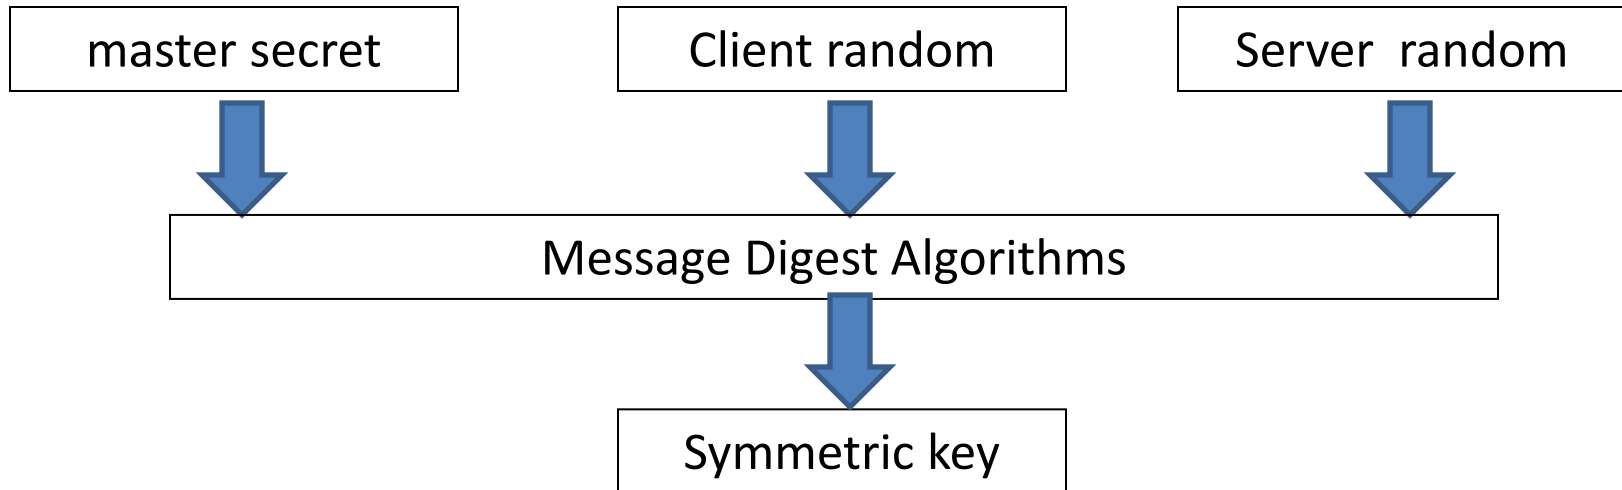 master secret
Client random
Server random
Message Digest Algorithms
Symmetric key